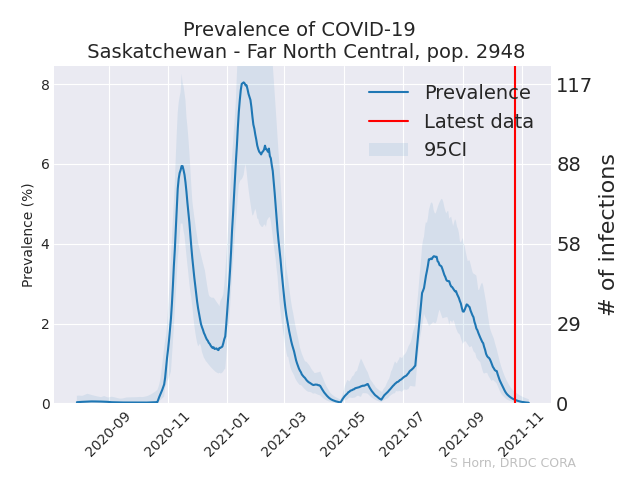 Prevalence of COVID-19
Saskatchewan - Far North Central, pop. 2948
Prevalence
Latest data
95CI
Prevalence (%)
8
6
4
2
0
117
88
58
29
0
# of infections
2020-09
2020-11
2021-01
2021-03
2021-05
2021-07
2021-09
2021-11
S Horn, DRDC CORA